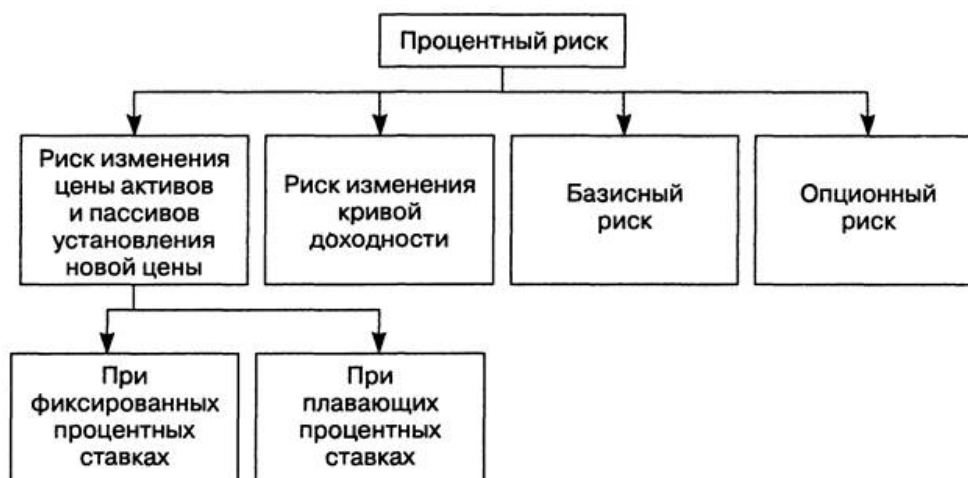 Процентный риск
Риск изменения
цены активов
и пассивов
установления
новой цены
Риск изменения
кривой
доходности
Базисный
риск
Опционный
риск
При
фиксированных
процентных
ставках
При
плавающих
процентных
ставках